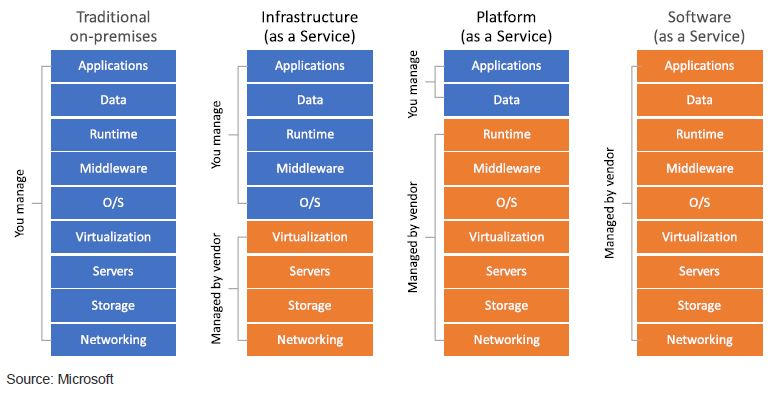 Traditional
on-premises
You manage
Applications
Data
Runtime
Middleware
O/S
Virtualization
Servers
Storage
Networking
Infrastructure
(as a Service)
You manage
Managed by vendor
Applications
Data
Runtime
Middleware
O/S
Virtualization
Servers
Storage
Networking
Platform
(as a Service)
You manage
Managed by vendor
Applications
Data
Runtime
Middleware
O/S
Virtualization
Servers
Storage
Networking
Software
(as a Service)
Managed by vendor
Applications
Data
Runtime
Middleware
O/S
Virtualization
Servers
Storage
Networking
Source: Microsoft